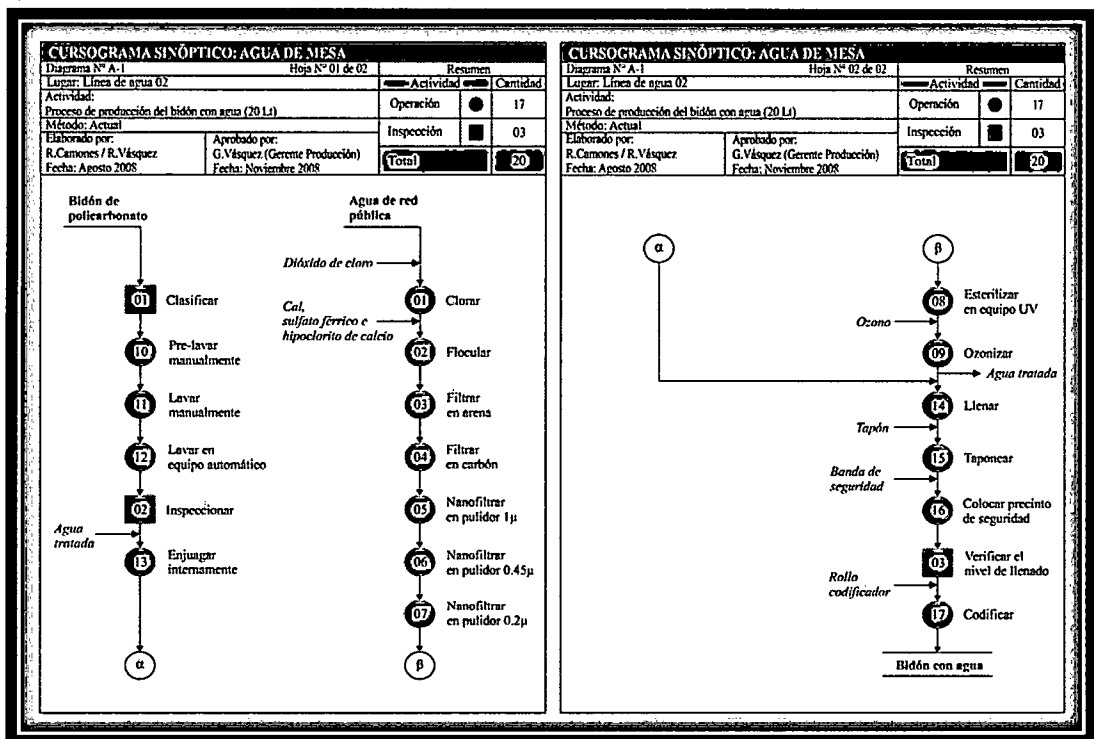 CURSOGRAMA SINÓPTICO: AGUA DE MESA
Diagrama Nº A-1 Hoja Nº 01 de 02
Lugar: Línea de agua 02
Actividad:
Proceso de producción del bidón con agua (20 Lt)
Método: Actual
Elaborado por:
R.Camones / R.Vásquez
Fecha: Agosto 2008
Aprobado por:
G.Vásquez (Gerente Producción)
Fecha: Noviembre 2008
Resumen
Actividad Cantidad
Operación 17
Inspección 03
Total 20
Bidón de
policarbonato
01 Clasificar
10 Pre-lavar
manualmente
11 Lavar
manualmente
12 Lavar en
equipo automático
02 Inspeccionar
Agua
tratada
13 Enjuagar
internamente
α
Agua de red
pública
Dióxido de cloro
01 Clorar
Cal,
sulfato férrico e
hipoclorito de calcio
02 Flocular
03 Filtrar
en arena
04 Filtrar
en carbón
05 Nanofiltrar
en pulidor 1µ
06 Nanofiltrar
en pulidor 0.45µ
07 Nanofiltrar
en pulidor 0.2µ
β
CURSOGRAMA SINÓPTICO: AGUA DE MESA
Diagrama Nº A-1 Hoja Nº 02 de 02
Lugar: Línea de agua 02
Actividad:
Proceso de producción del bidón con agua (20 Lt)
Método: Actual
Elaborado por:
R.Camones / R.Vásquez
Fecha: Agosto 2008
Aprobado por:
G.Vásquez (Gerente Producción)
Fecha: Noviembre 2008
Resumen
Actividad Cantidad
Operación 17
Inspección 03
Total 20
α
β
08 Esterilizar
en equipo UV
Ozono
09 Ozonizar
Agua tratada
14 Llenar
Tapón
15 Taponear
Banda de
seguridad
16 Colocar precinto
de seguridad
03 Verificar el
nivel de llenado
Rollo
codificador
17 Codificar
Bidón con agua